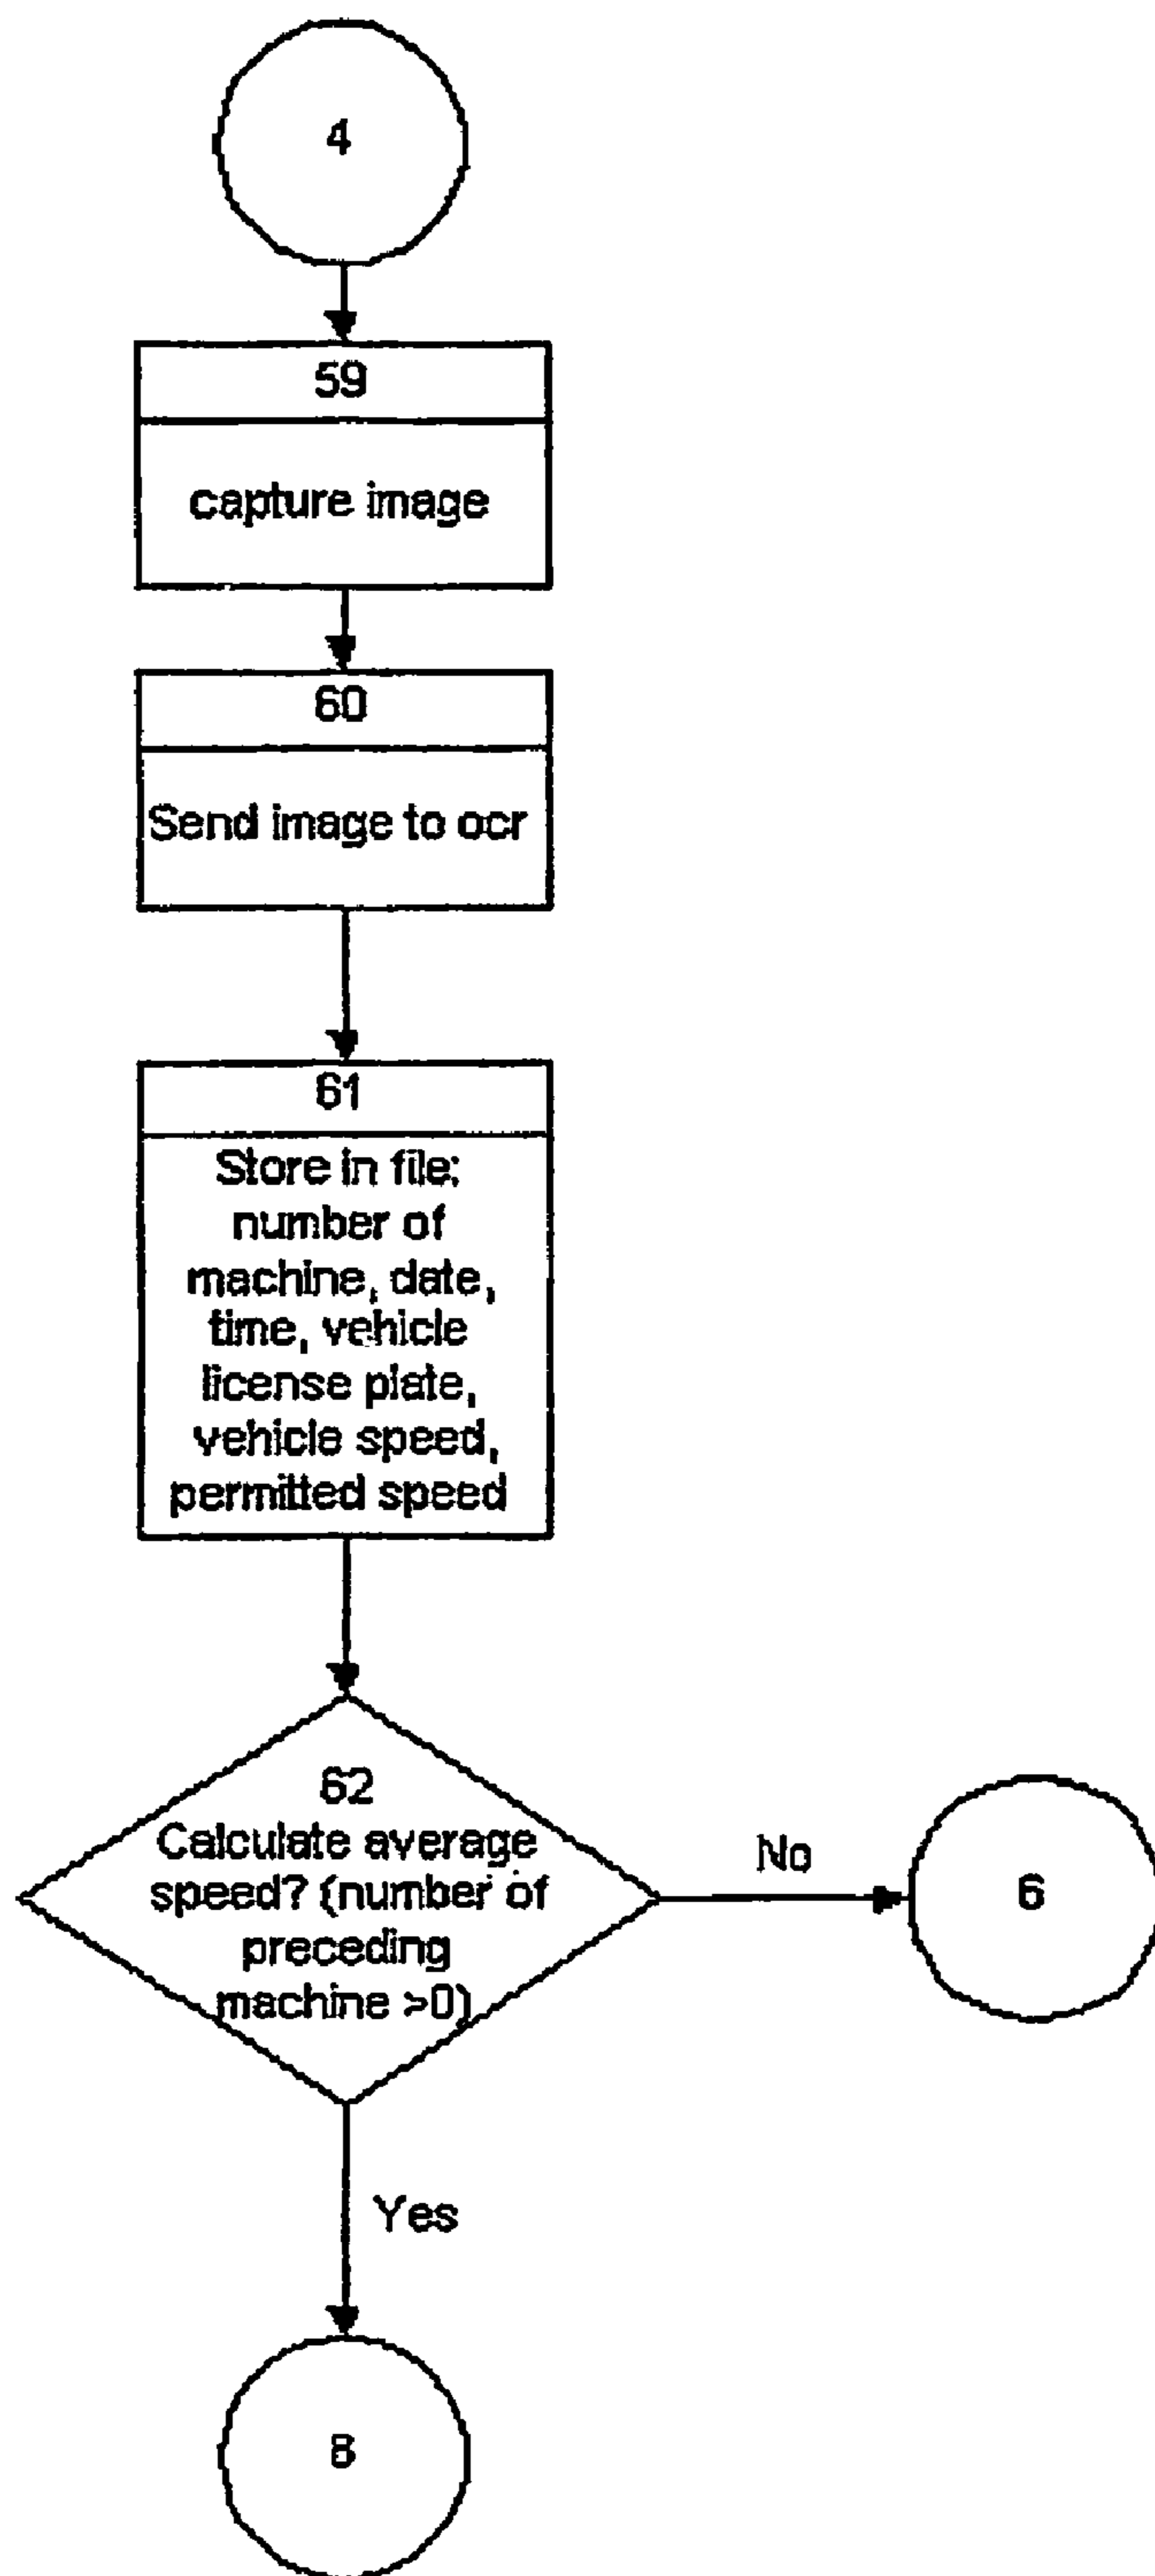 4
59
capture image
60
Send image to ocr
61
Store in file:
number of
machine, date,
time, vehicle
license plate,
vehicle speed,
permitted speed
62
Calculate average
speed? (number of
preceding
machine >0)
No
6
Yes
8